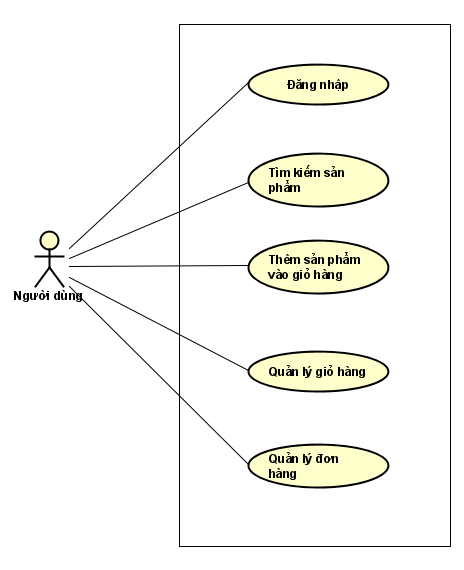 Đăng nhập
Tìm kiếm sản
phẩm
Thêm sản phẩm
vào giỏ hàng
Người dùng
Quản lý giỏ hàng
Quản lý đơn
hàng